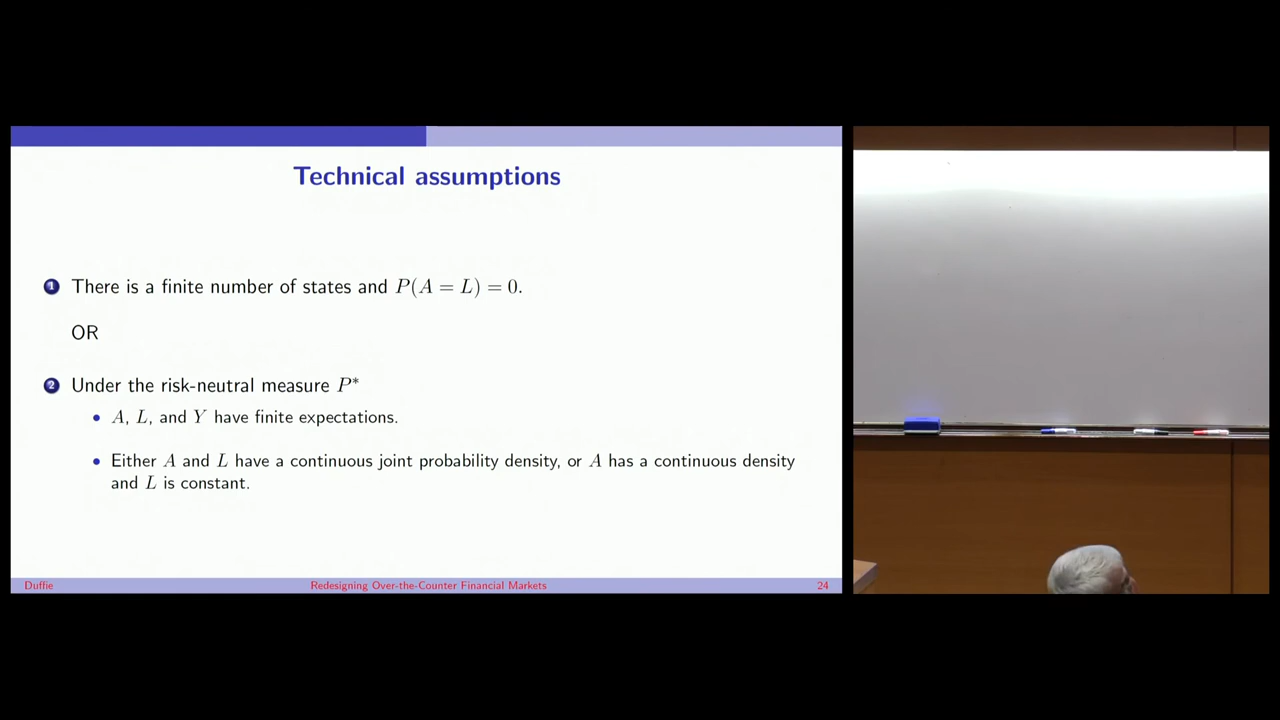 Technical assumptions
1 There is a finite number of states and P(A = L) = 0.
OR
2 Under the risk-neutral measure P*
• A, L, and Y have finite expectations.
• Either A and L have a continuous joint probability density, or A has a continuous density
and L is constant.
Duffie Redesigning Over-the-Counter Financial Markets 24